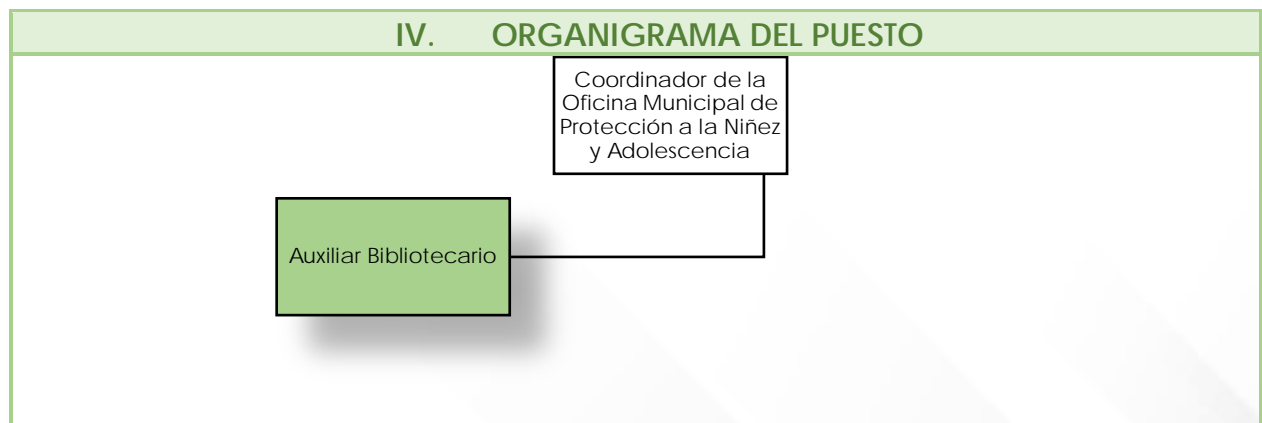 IV. ORGANIGRAMA DEL PUESTO
Coordinador de la
Oficina Municipal de
Protección a la Niñez
y Adolescencia
Auxiliar Bibliotecario